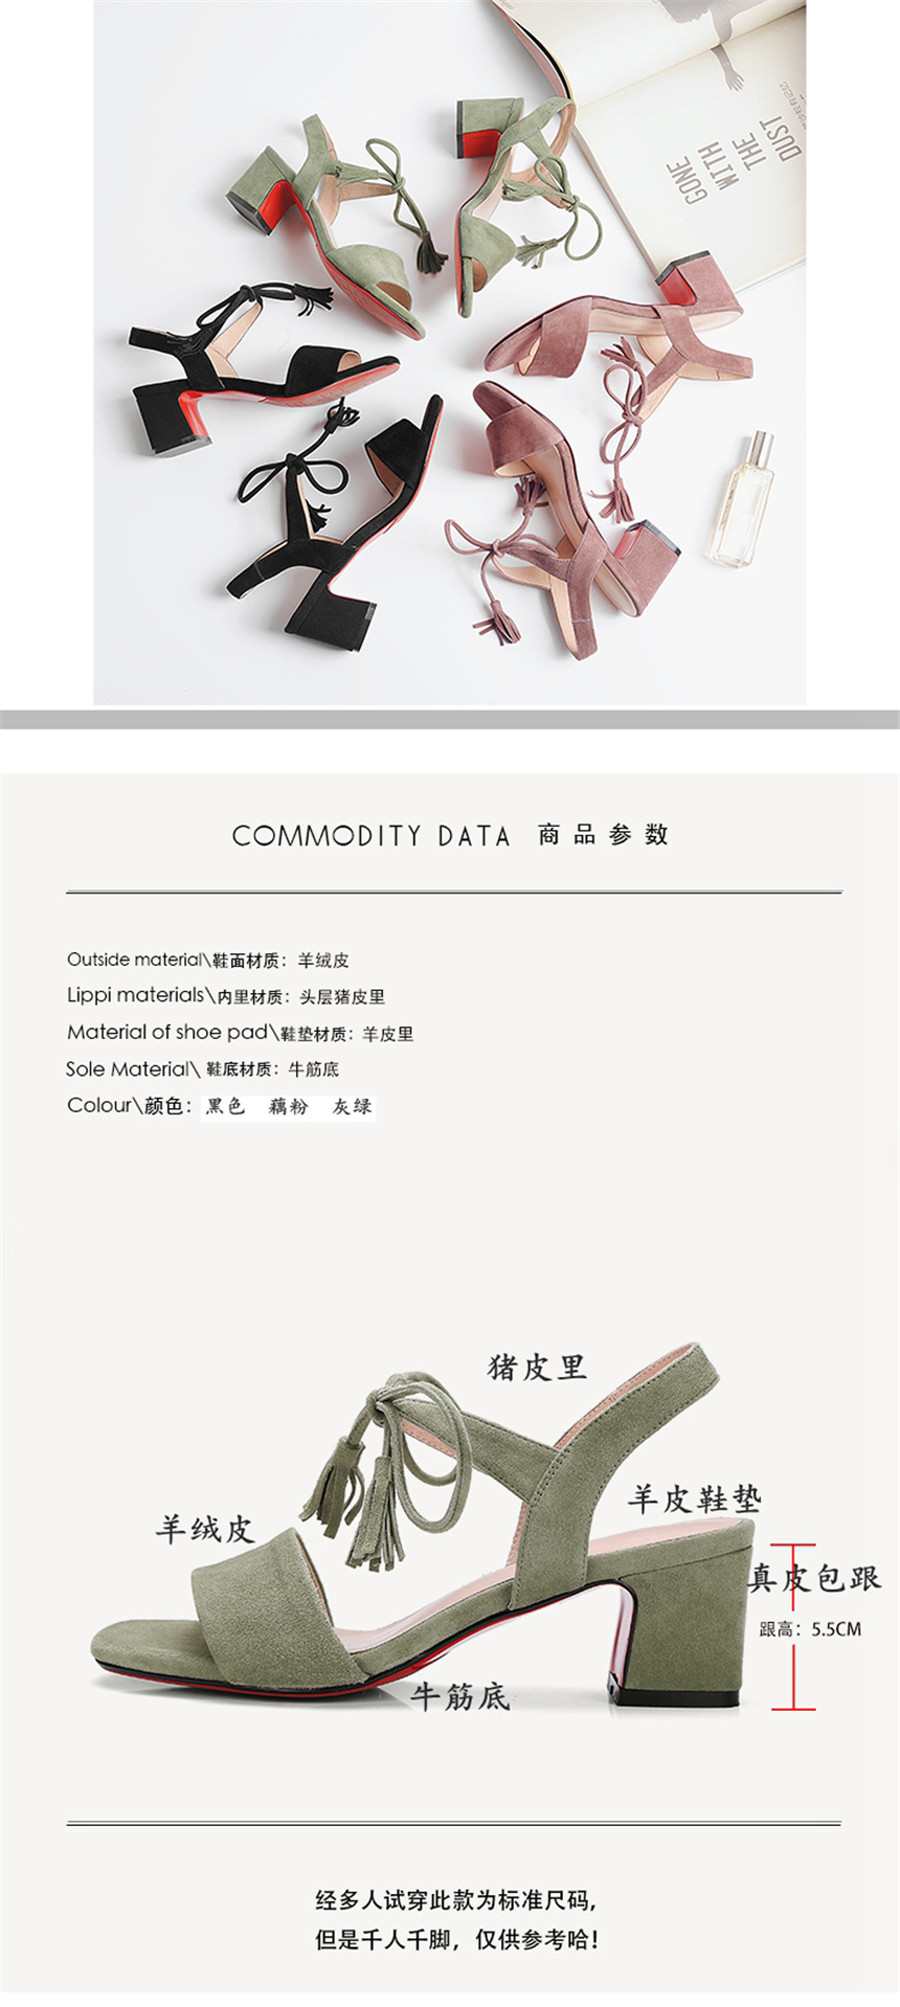 GONE
WITH
THE
DUST
COMMODITY DATA 商品参数
Outside material\鞋面材质：羊绒皮
Lippi materials\内里材质：头层猪皮里
Material of shoe pad\鞋垫材质：羊皮里
Sole Material\ 鞋底材质：牛筋底
Colour\颜色：黑色 藕粉 灰绿
猪皮里
羊皮鞋垫
羊绒皮
真皮包跟
跟高：5.5CM
牛筋底
经多人试穿此款为标准尺码,
但是千人千脚，仅供参考哈！